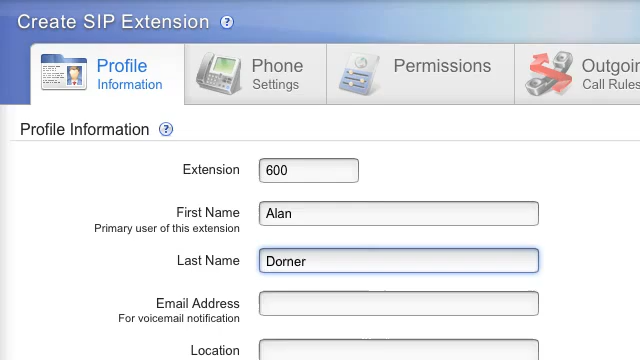 Create SIP Extension ?
Profile
Information
Phone
Settings
Permissions
Outgoi
Call Rules
Profile Information ?
Extension
600
First Name
Primary user of this extension
Alan
Last Name
Dorner
Email Address
For voicemail notification
Location